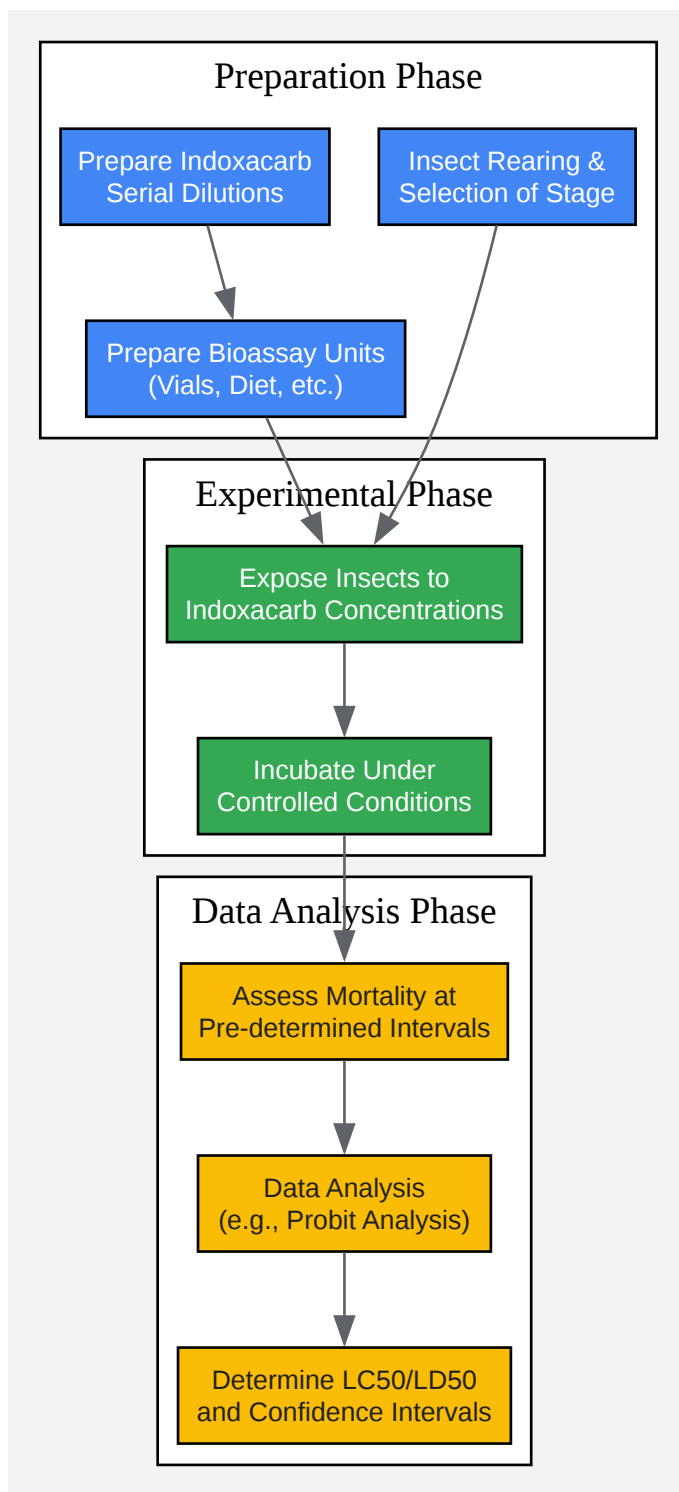 Preparation Phase
Prepare Indoxacarb
Serial Dilutions
Insect Rearing &
Selection of Stage
Prepare Bioassay Units
(Vials, Diet, etc.)
Experimental Phase
Expose Insects to
Indoxacarb Concentrations
Incubate Under
Controlled Conditions
Data Analysis Phase
Assess Mortality at
Pre-determined Intervals
Data Analysis
(e.g., Probit Analysis)
Determine LC50/LD50
and Confidence Intervals